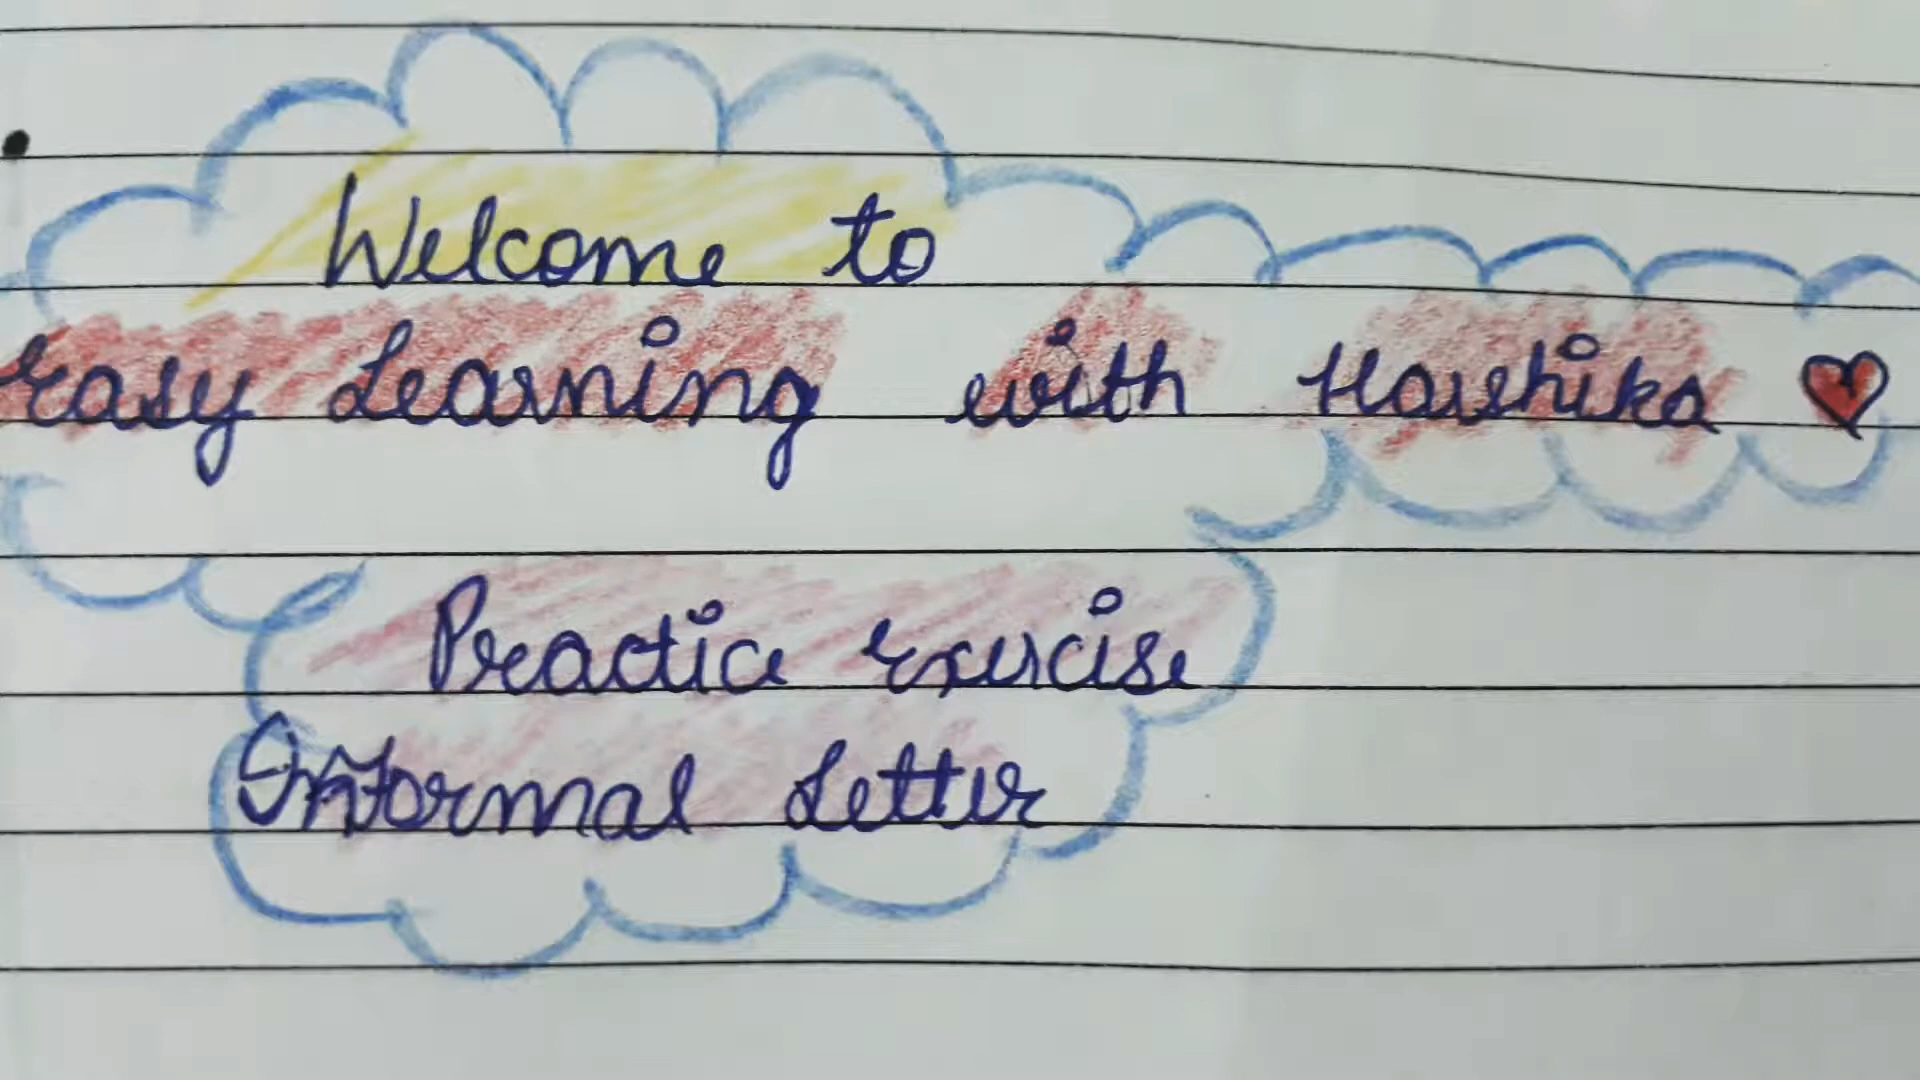 Welcome to
Easy Learning with Harshika
Practice Exercise
Informal Letter